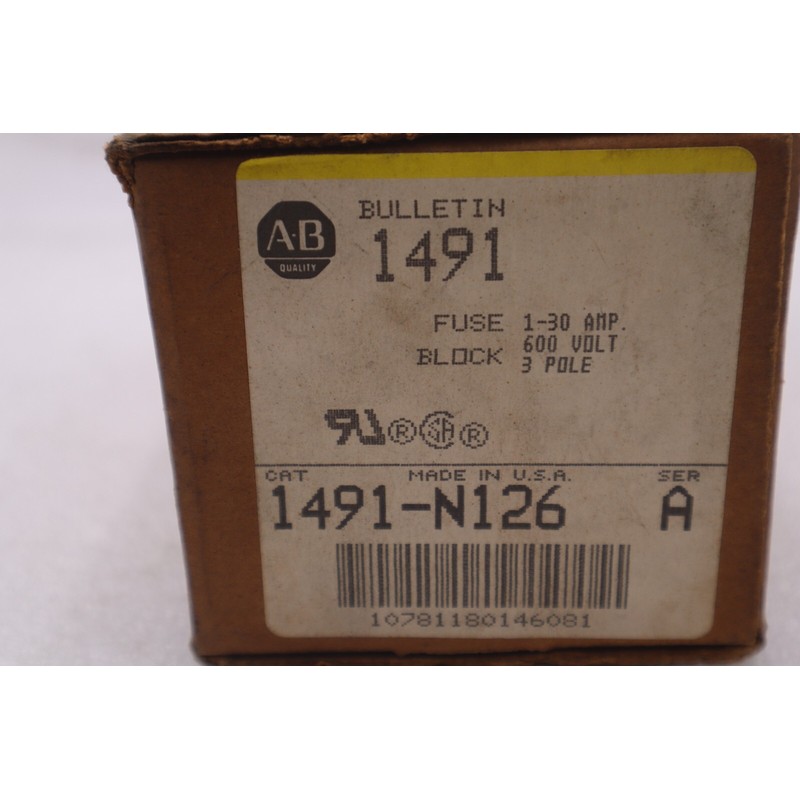 A·B
QUALITY
BULLETIN
1491
FUSE BLOCK
1-30 AMP.
600 VOLT
3 POLE
CAT MADE IN U.S.A. SER
1491-N126 A
10781180146081